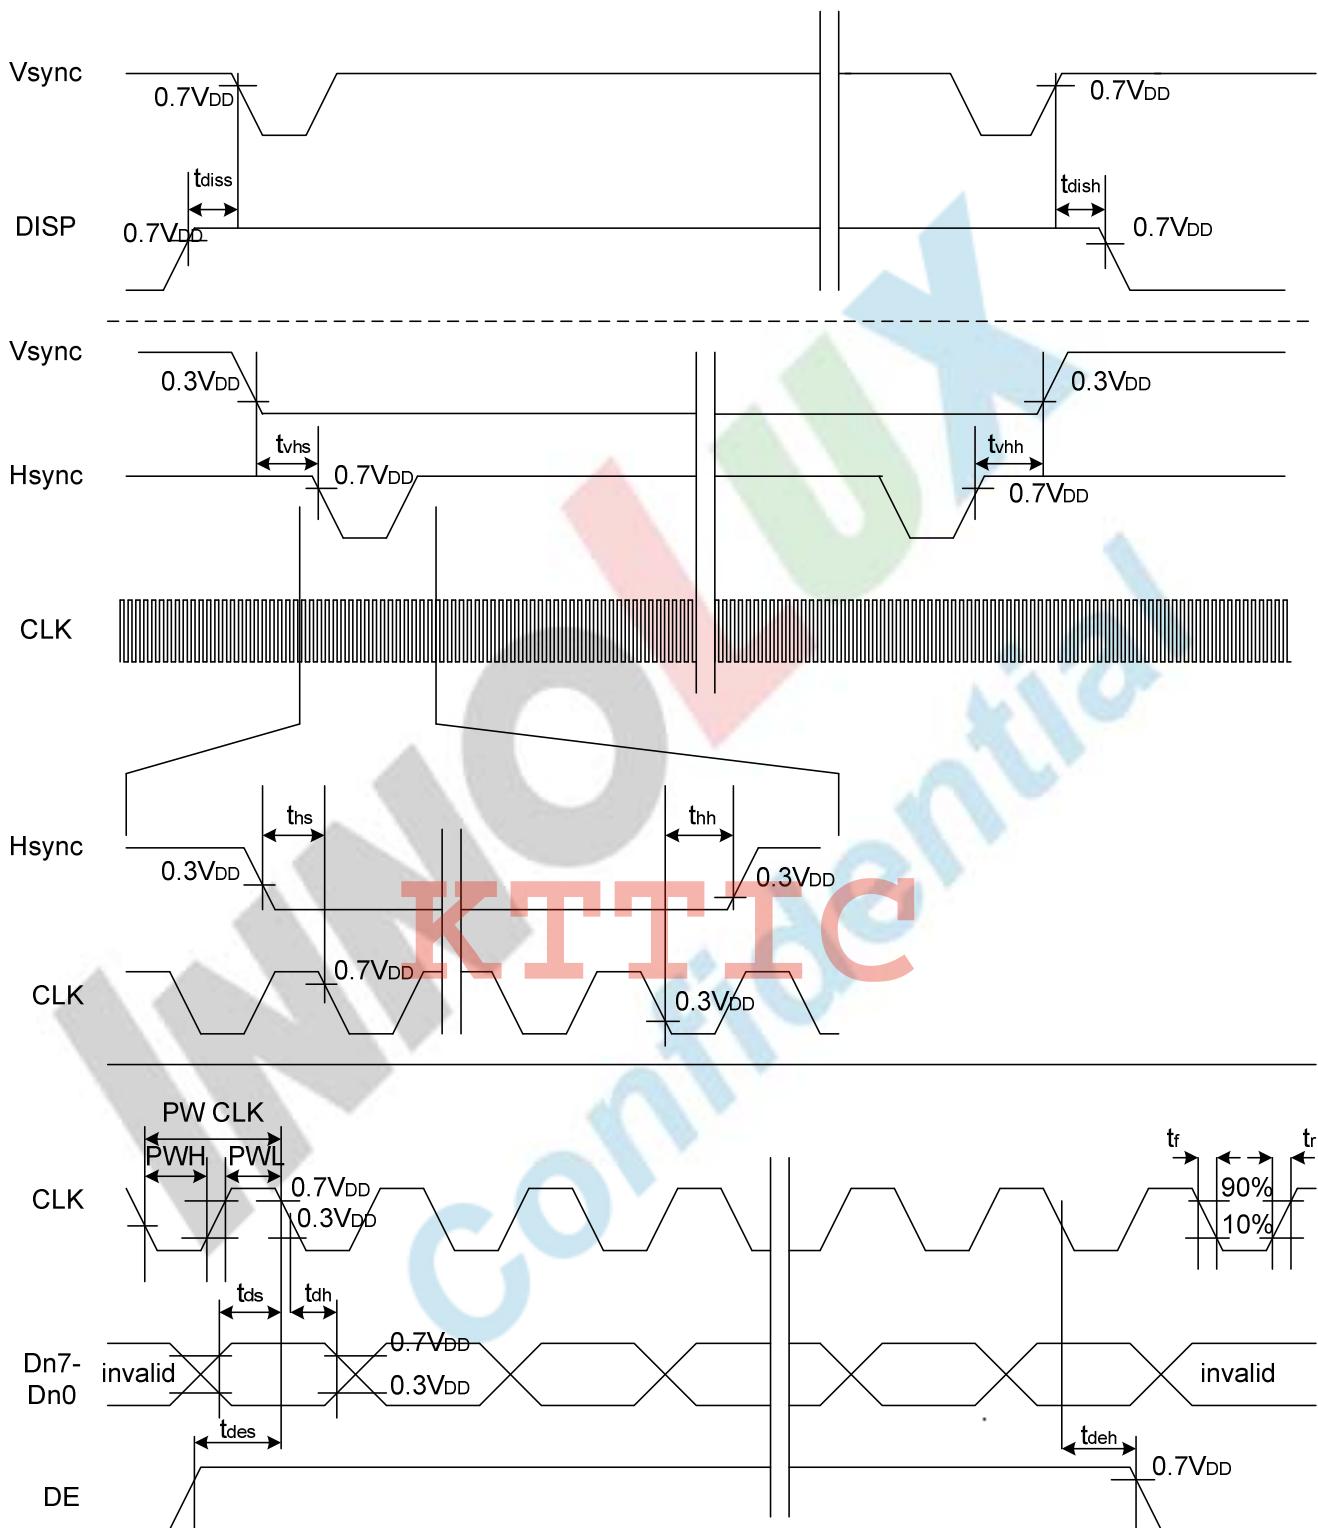 Vsync
0.7VDD
0.7VDD
tdiss
tdish
DISP
0.7VDD
0.7VDD
Vsync
0.3VDD
0.3VDD
tvhs
tvhh
Hsync
0.7VDD
0.7VDD
CLK
ths
thh
Hsync
0.3VDD
0.3VDD
CLK
0.7VDD
0.3VDD
PW CLK
PWH
PWL
tf
tr
CLK
0.7VDD
90%
0.3VDD
10%
tds
tdh
Dn7-
Dn0
invalid
0.7VDD
0.3VDD
invalid
tdes
tdeh
DE
0.7VDD
INNOLUX
Confidential
KTTIC